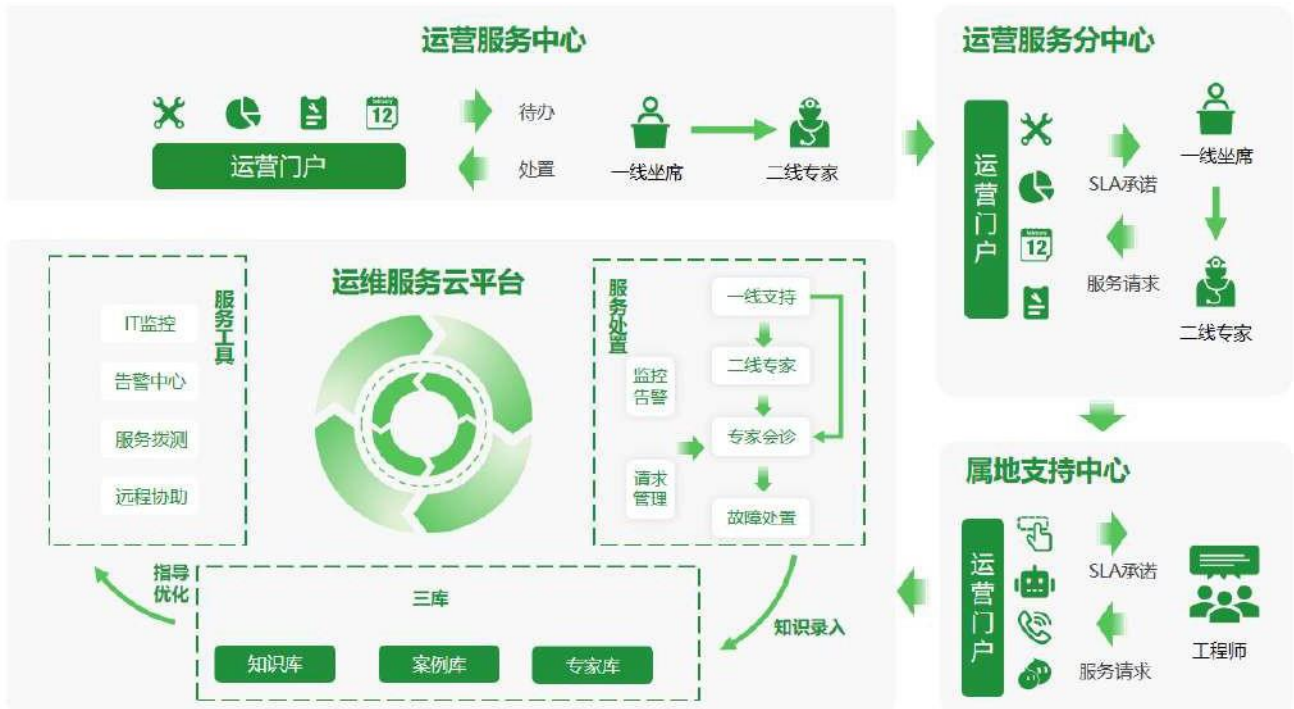 运营服务中心
待办
运营门户
处置
一线坐席
二线专家
运营服务分中心
运营门户
12
SLA承诺
服务请求
一线坐席
二线专家
12
运维服务云平台
服务工具
IT监控
告警中心
服务拨测
远程协助
服务处置
监控
告警
请求
管理
一线支持
二线专家
专家会诊
故障处置
指导
优化
三库
知识库
案例库
专家库
知识录入
属地支持中心
运营门户
SLA承诺
服务请求
工程师